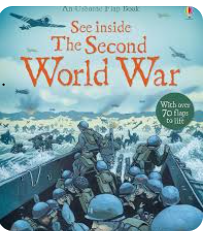 An Usborne Flap Book
See inside
The Second
World War
With over
70 flaps
to lift